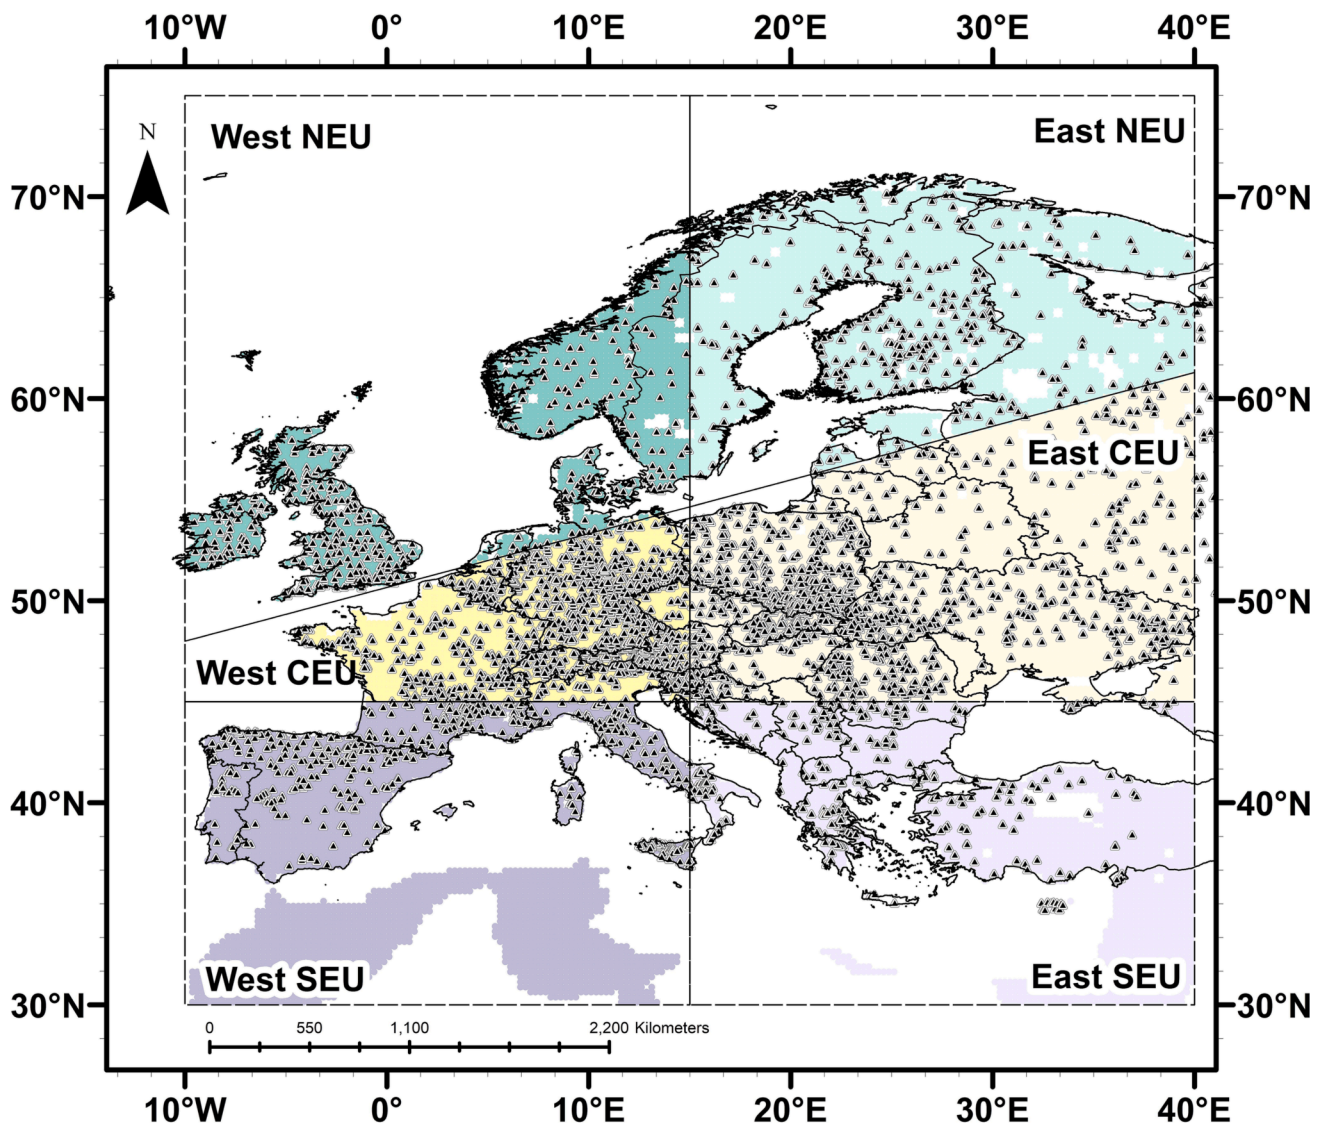 10°W 0° 10°E 20°E 30°E 40°E
N
West NEU
East NEU
70°N 70°N
60°N 60°N
East CEU
50°N 50°N
West CEU
40°N 40°N
West SEU
East SEU
30°N 30°N
0 550 1,100 2,200 Kilometers
10°W 0° 10°E 20°E 30°E 40°E